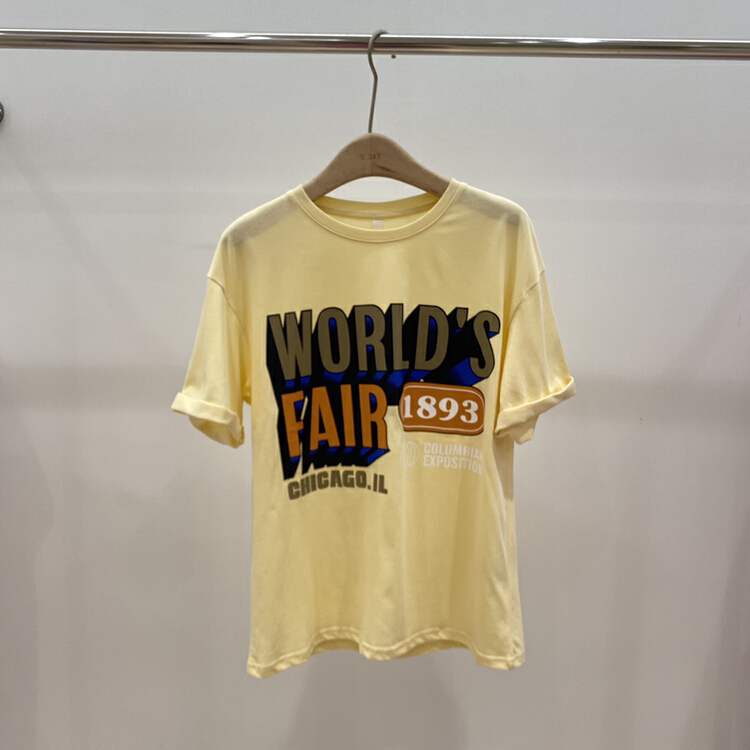 WORLD'S
FAIR
1893
COLUMBIAN
EXPOSITION
CHICAGO.IL